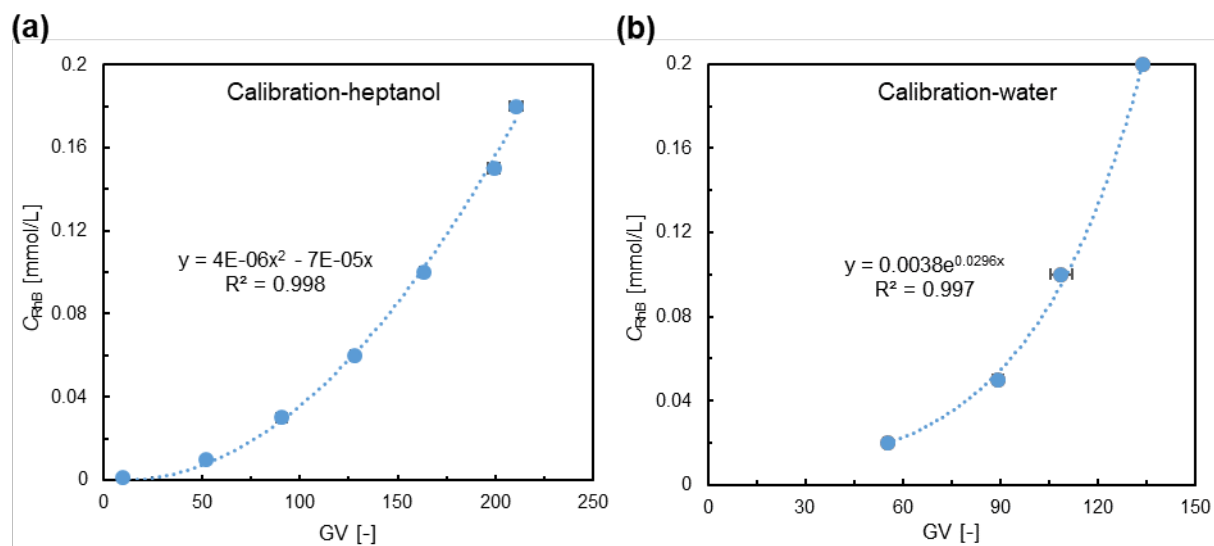 (a)
Calibration-heptanol
0.2
0.16
0.12
0.08
0.04
0
C_RhB [mmol/L]
y = 4E-06x² - 7E-05x
R² = 0.998
0 50 100 150 200 250
GV [-]
(b)
Calibration-water
0.2
0.16
0.12
0.08
0.04
0
C_RhB [mmol/L]
y = 0.0038e^0.0296x
R² = 0.997
0 30 60 90 120 150
GV [-]